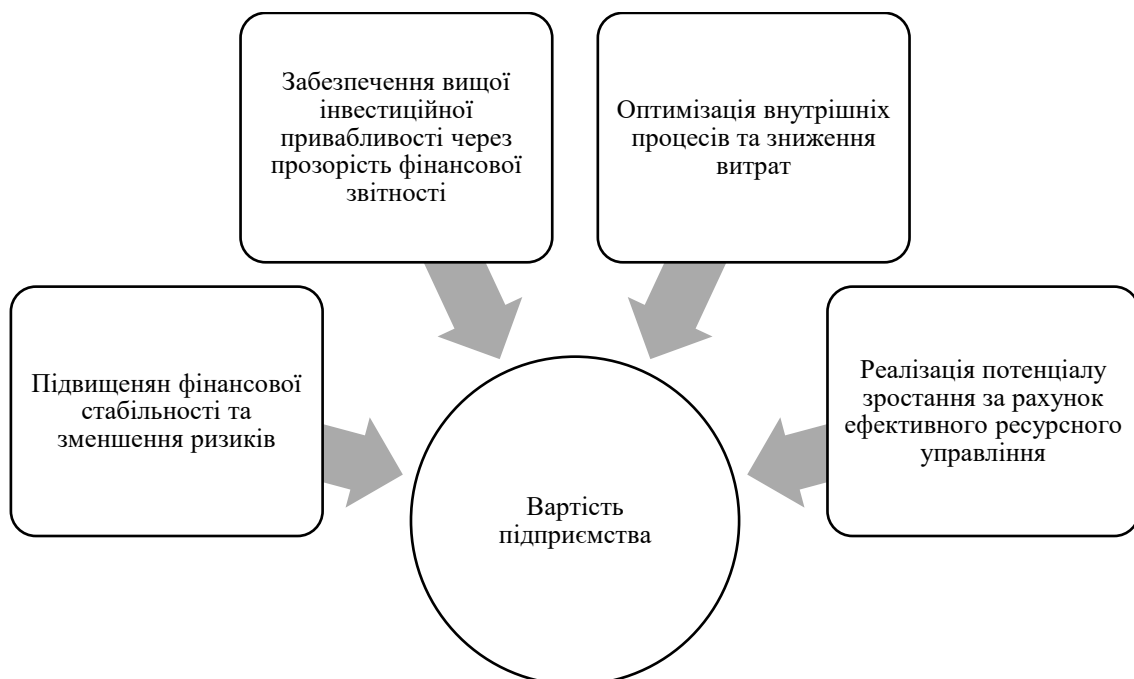 Забезпечення вищої
інвестиційної
привабливості через
прозорість фінансової
звітності
Оптимізація внутрішніх
процесів та зниження
витрат
Підвищенян фінансової
стабільності та
зменшення ризиків
Реалізація потенціалу
зростання за рахунок
ефективного ресурсного
управління
Вартість
підприємства